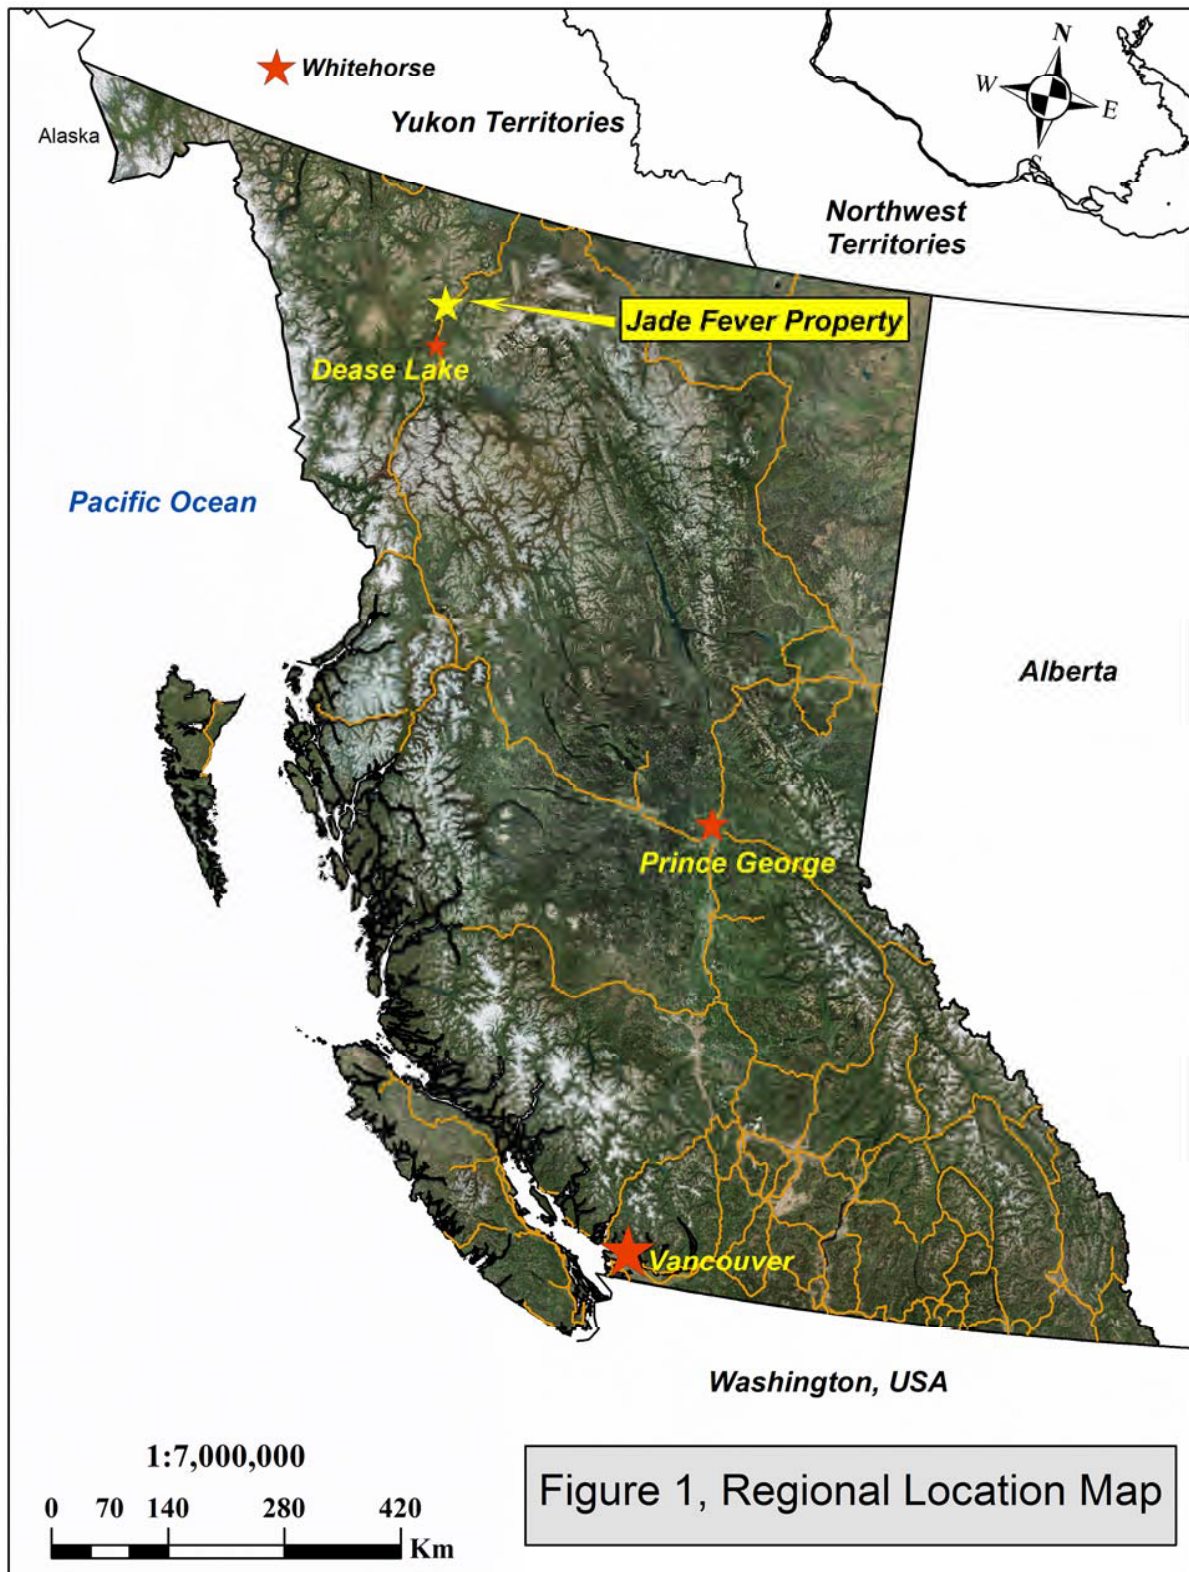 Whitehorse
N
W
E
S
Yukon Territories
Alaska
Northwest
Territories
Jade Fever Property
Dease Lake
Pacific Ocean
Alberta
Prince George
Vancouver
Washington, USA
1:7,000,000
0 70 140 280 420
Km
Figure 1, Regional Location Map